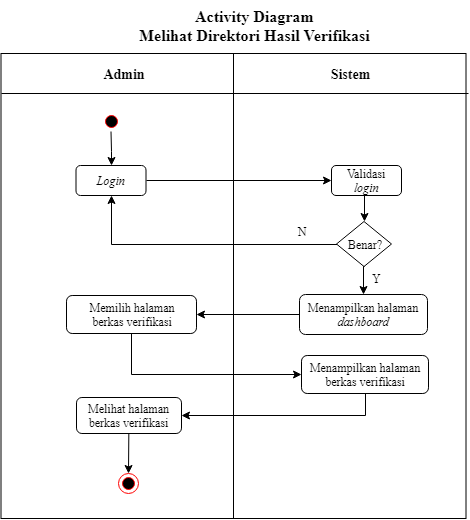 Activity Diagram
Melihat Direktori Hasil Verifikasi
Admin
Sistem
Login
Validasi
login
N
Benar?
Y
Memilih halaman
berkas verifikasi
Menampilkan halaman
dashboard
Menampilkan halaman
berkas verifikasi
Melihat halaman
berkas verifikasi